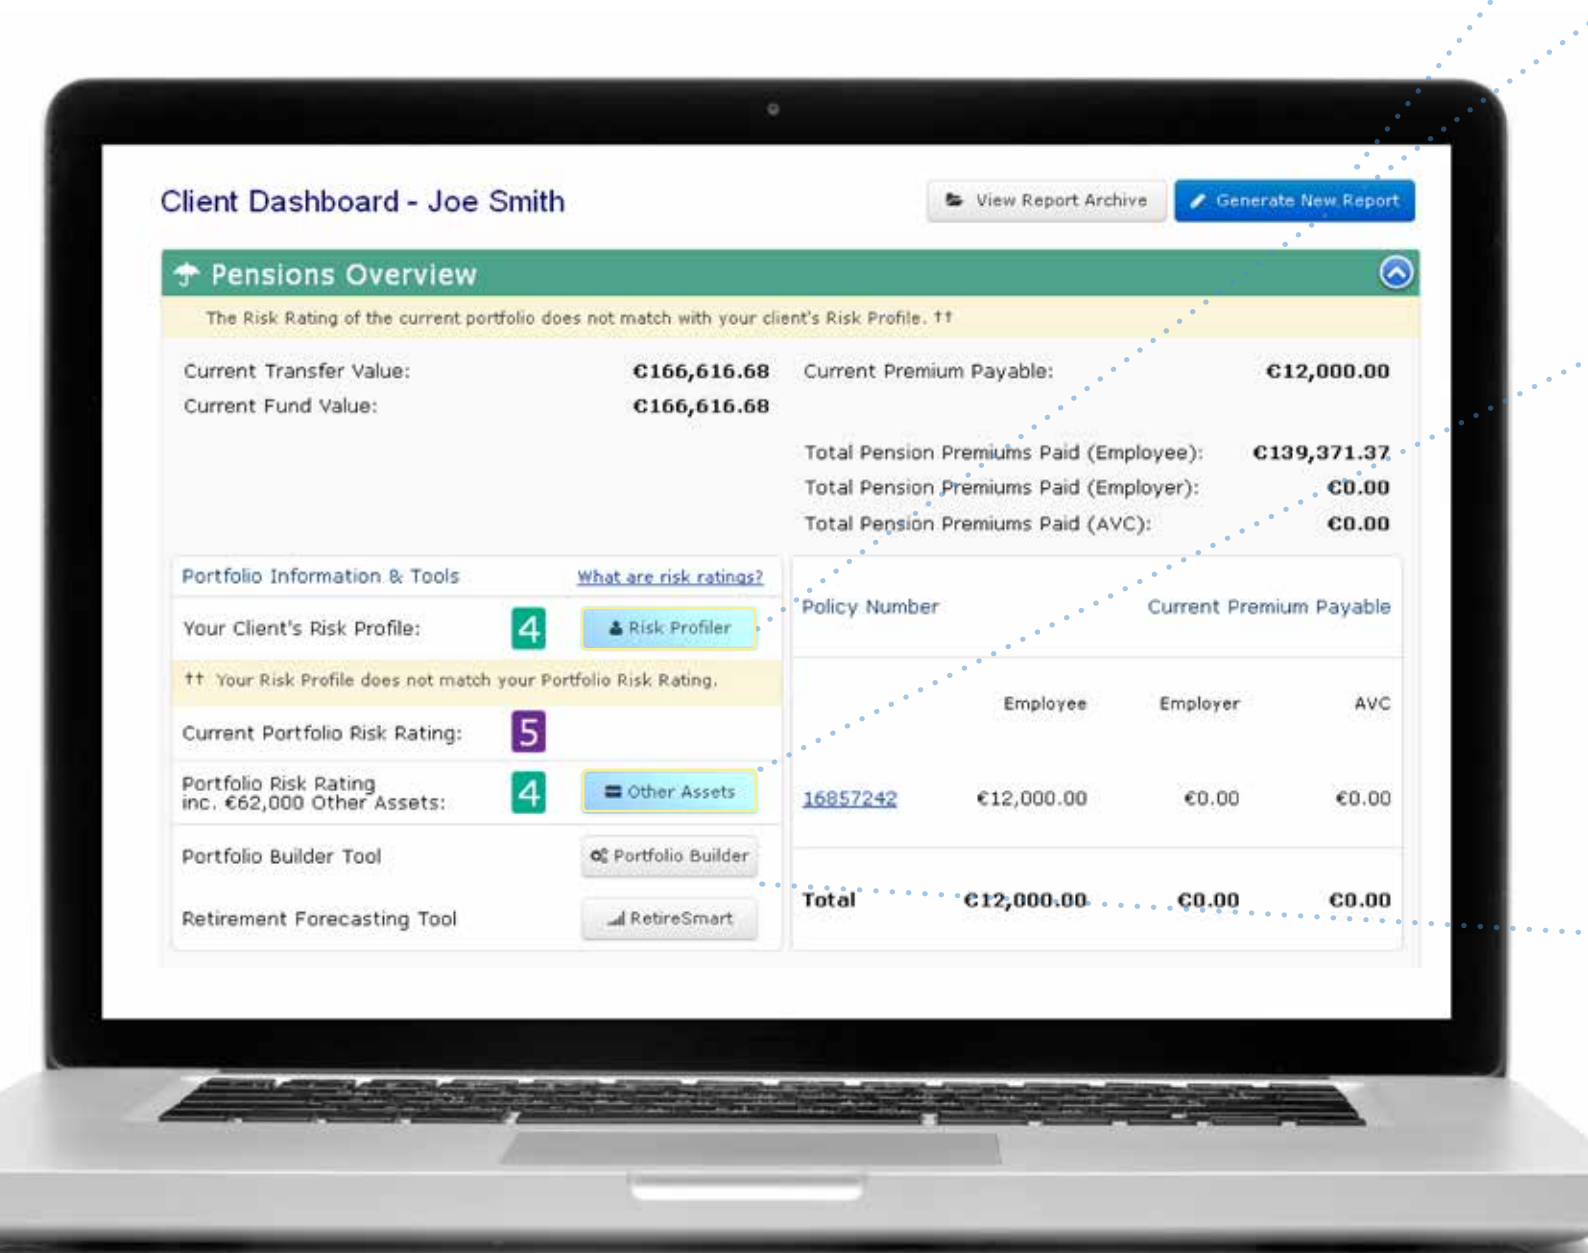 Client Dashboard - Joe Smith
View Report Archive
Generate New Report
Pensions Overview
The Risk Rating of the current portfolio does not match with your client's Risk Profile. ††
Current Transfer Value: €166,616.68
Current Fund Value: €166,616.68
Current Premium Payable: €12,000.00
Total Pension Premiums Paid (Employee): €139,371.37
Total Pension Premiums Paid (Employer): €0.00
Total Pension Premiums Paid (AVC): €0.00
Portfolio Information & Tools What are risk ratings?
Your Client's Risk Profile: 4 Risk Profiler
†† Your Risk Profile does not match your Portfolio Risk Rating.
Current Portfolio Risk Rating: 5
Portfolio Risk Rating
inc. €62,000 Other Assets: 4 Other Assets
Portfolio Builder Tool Portfolio Builder
Retirement Forecasting Tool RetireSmart
Policy Number Current Premium Payable
Employee Employer AVC
16857242 €12,000.00 €0.00 €0.00
Total €12,000.00 €0.00 €0.00